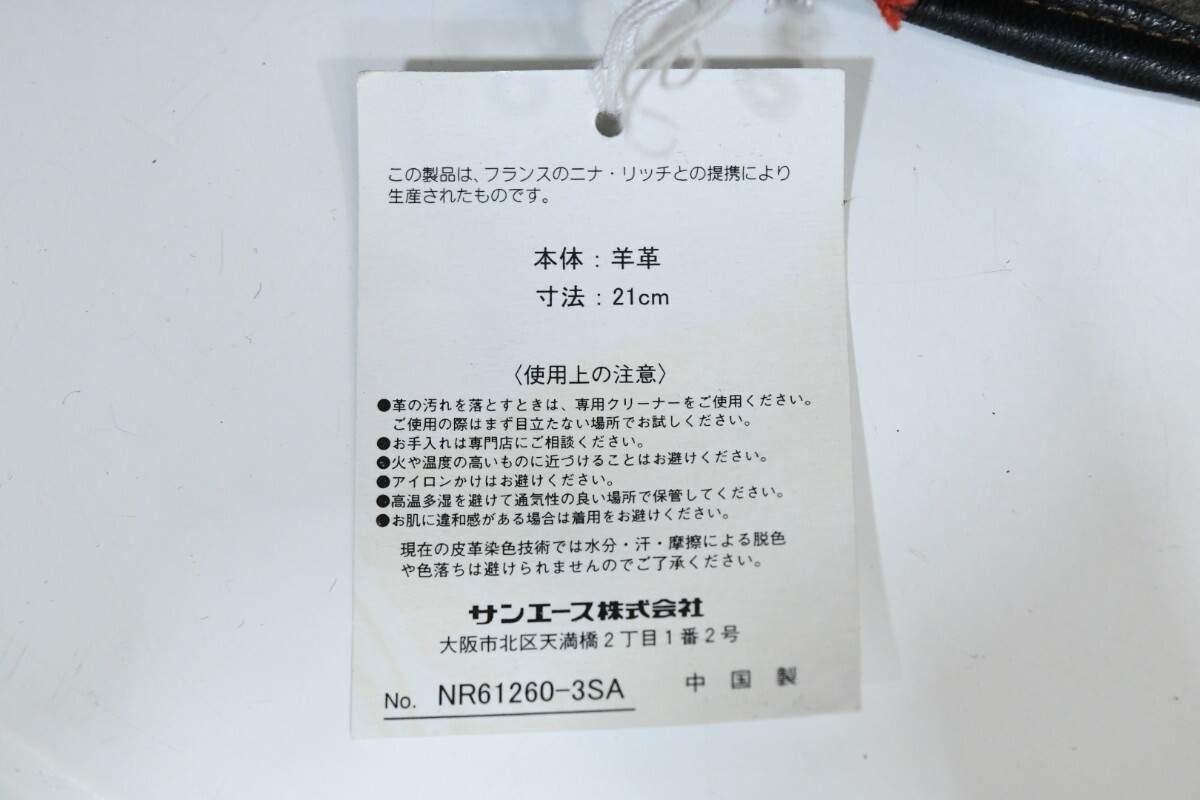 この製品は、フランスのニナ・リッチとの提携により
生産されたものです。
本体：羊革
寸法：21cm
〈使用上の注意〉
●革の汚れを落とすときは、専用クリーナーをご使用ください。
ご使用の際はまず目立たない場所でお試しください。
●お手入れは専門店にご相談ください。
●火や温度の高いものに近づけることはお避けください。
●アイロンかけはお避けください。
●高温多湿を避けて通気性の良い場所で保管してください。
●お肌に違和感がある場合は着用をお避けください。
現在の皮革染色技術では水分・汗・摩擦による脱色
や色落ちは避けられませんのでご了承ください。
サンエース株式会社
大阪市北区天満橋2丁目1番2号
No. NR61260-3SA 中国製